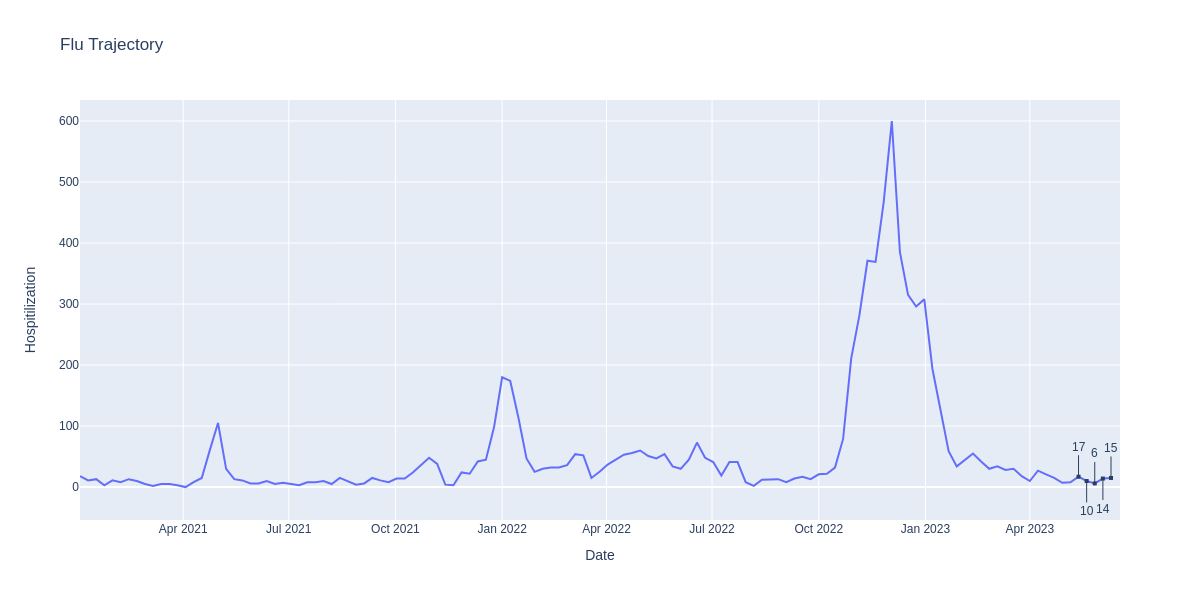 Flu Trajectory
Hospitilization
600
500
400
300
200
100
0
17
6
15
10
14
Apr 2021
Jul 2021
Oct 2021
Jan 2022
Apr 2022
Jul 2022
Oct 2022
Jan 2023
Apr 2023
Date